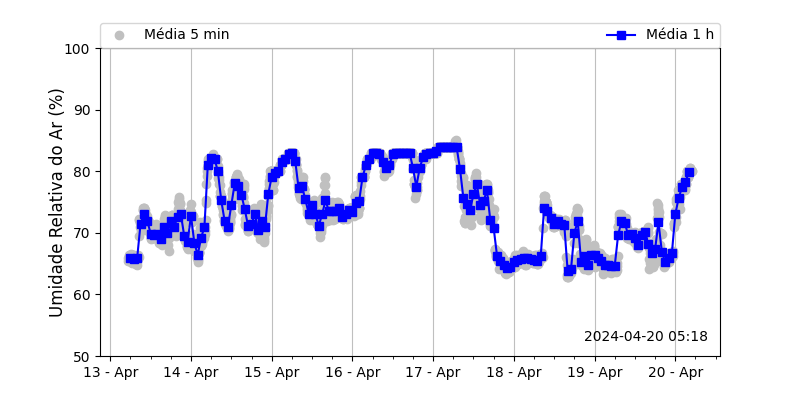 Média 5 min
Média 1 h
Umidade Relativa do Ar (%)
100
90
80
70
60
50
2024-04-20 05:18
13 - Apr
14 - Apr
15 - Apr
16 - Apr
17 - Apr
18 - Apr
19 - Apr
20 - Apr